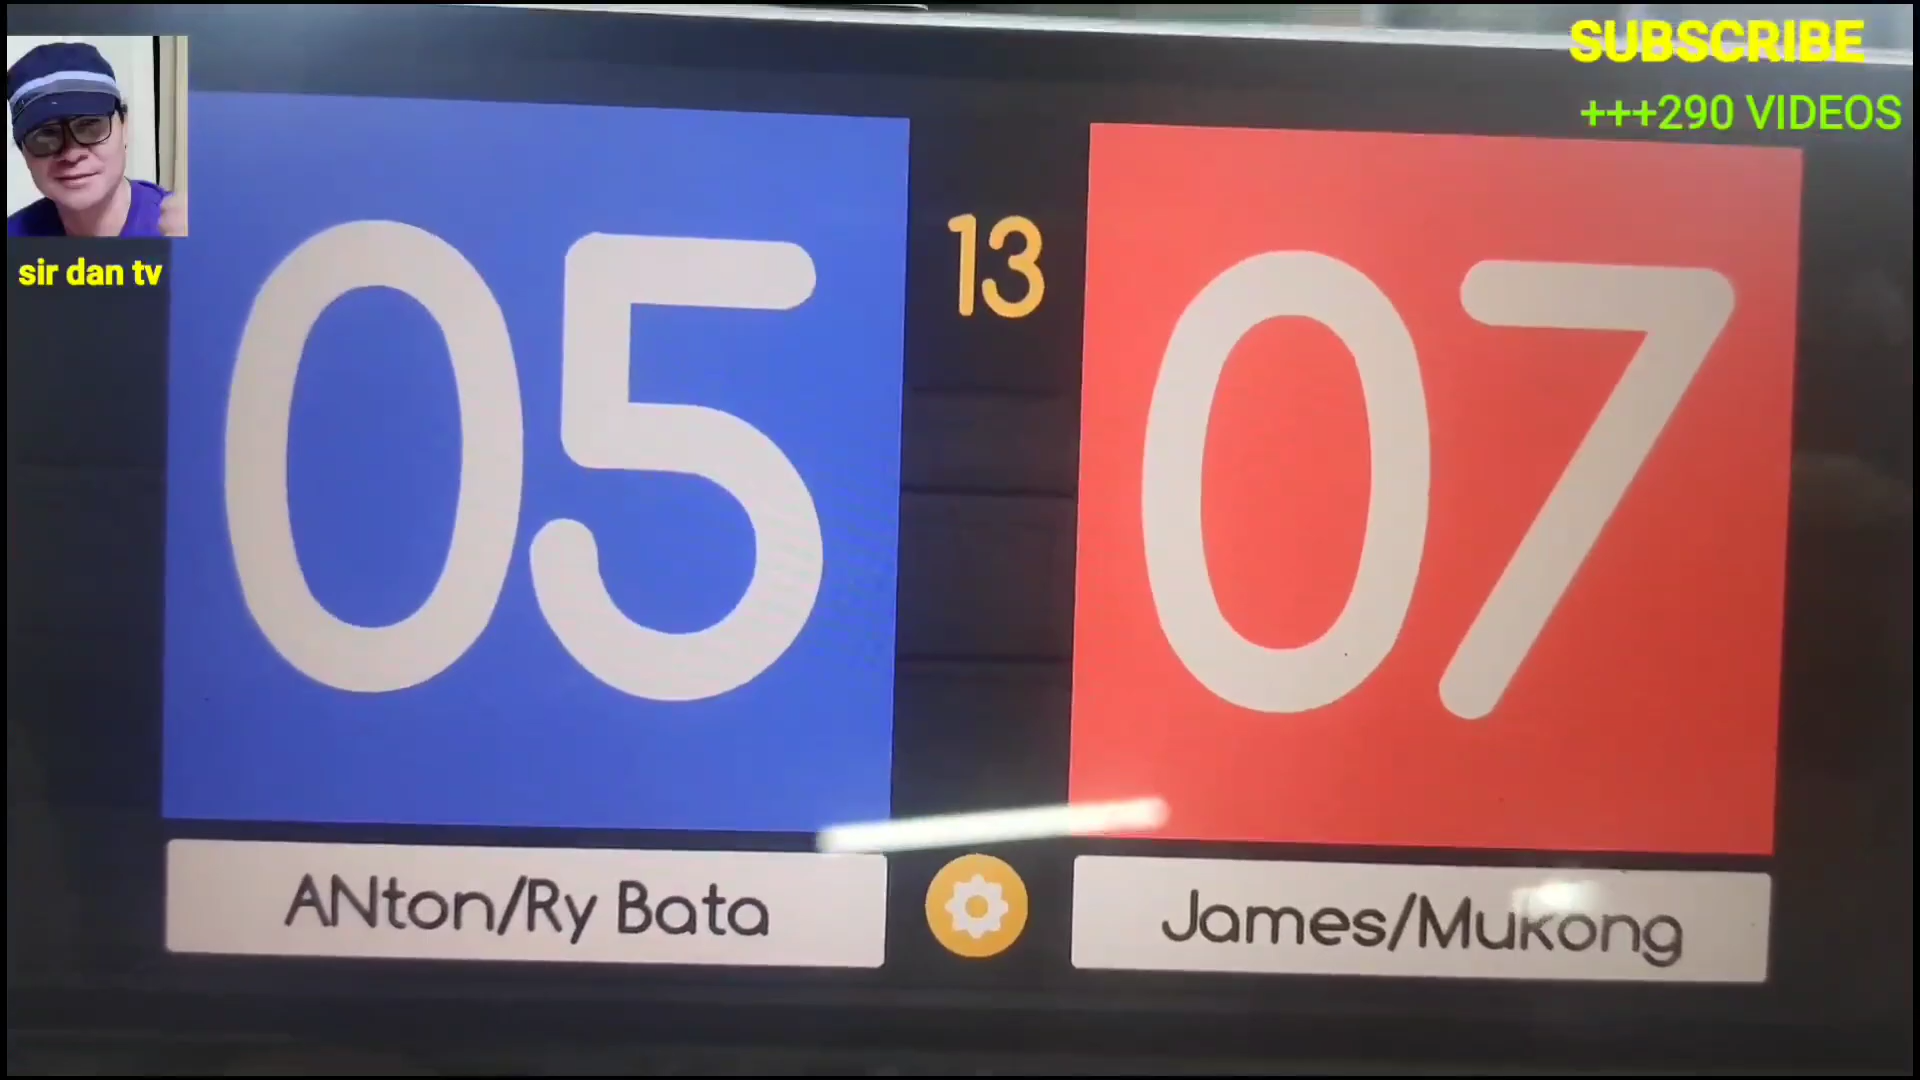 SUBSCRIBE
+++290 VIDEOS
sir dan tv
05
13
07
ANton/Ry Bata
James/Mukong